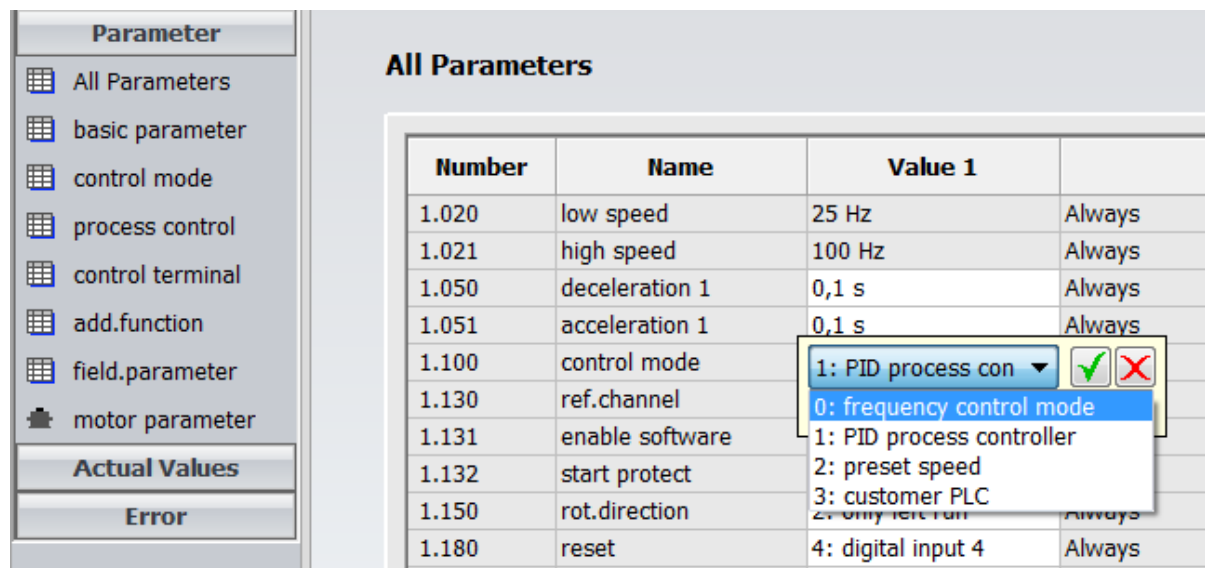 Parameter
All Parameters
basic parameter
control mode
process control
control terminal
add.function
field.parameter
motor parameter
Actual Values
Error
All Parameters
Number Name Value 1
1.020 low speed 25 Hz Always
1.021 high speed 100 Hz Always
1.050 deceleration 1 0,1 s Always
1.051 acceleration 1 0,1 s Always
1.100 control mode 1: PID process con
1.130 ref.channel 0: frequency control mode
1.131 enable software 1: PID process controller
1.132 start protect 2: preset speed
3: customer PLC
1.150 rot.direction 2: only left run Always
1.180 reset 4: digital input 4 Always